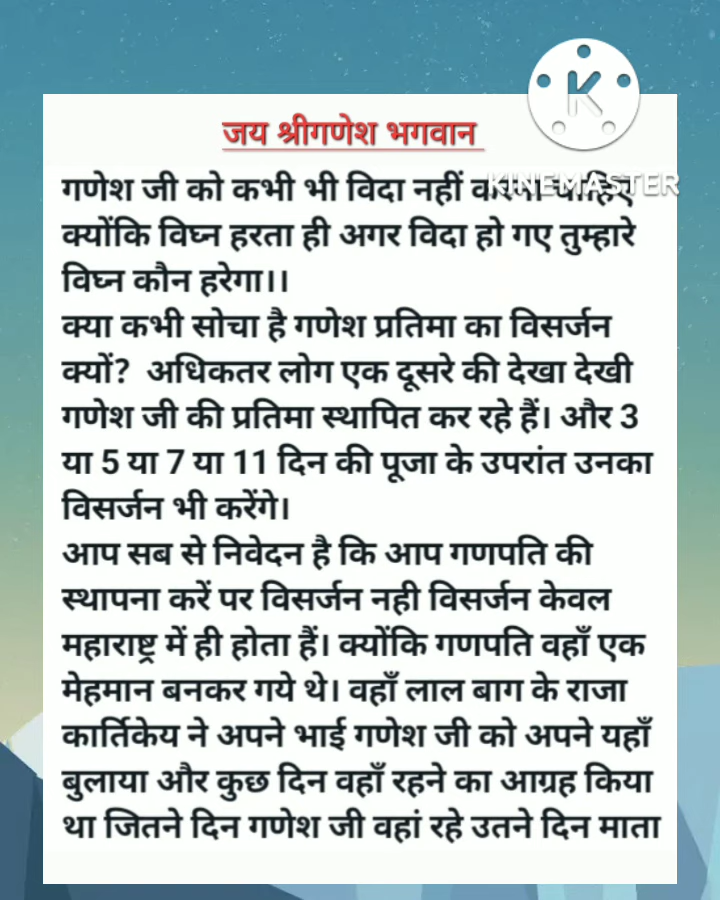 जय श्रीगणेश भगवान
KINEMASTER
गणेश जी को कभी भी विदा नहीं करना चाहिए
क्योंकि विघ्न हरता ही अगर विदा हो गए तुम्हारे
विघ्न कौन हरेगा।।
क्या कभी सोचा है गणेश प्रतिमा का विसर्जन
क्यों? अधिकतर लोग एक दूसरे की देखा देखी
गणेश जी की प्रतिमा स्थापित कर रहे हैं। और 3
या 5 या 7 या 11 दिन की पूजा के उपरांत उनका
विसर्जन भी करेंगे।
आप सब से निवेदन है कि आप गणपति की
स्थापना करें पर विसर्जन नही विसर्जन केवल
महाराष्ट्र में ही होता हैं। क्योंकि गणपति वहाँ एक
मेहमान बनकर गये थे। वहाँ लाल बाग के राजा
कार्तिकेय ने अपने भाई गणेश जी को अपने यहाँ
बुलाया और कुछ दिन वहाँ रहने का आग्रह किया
था जितने दिन गणेश जी वहां रहे उतने दिन माता